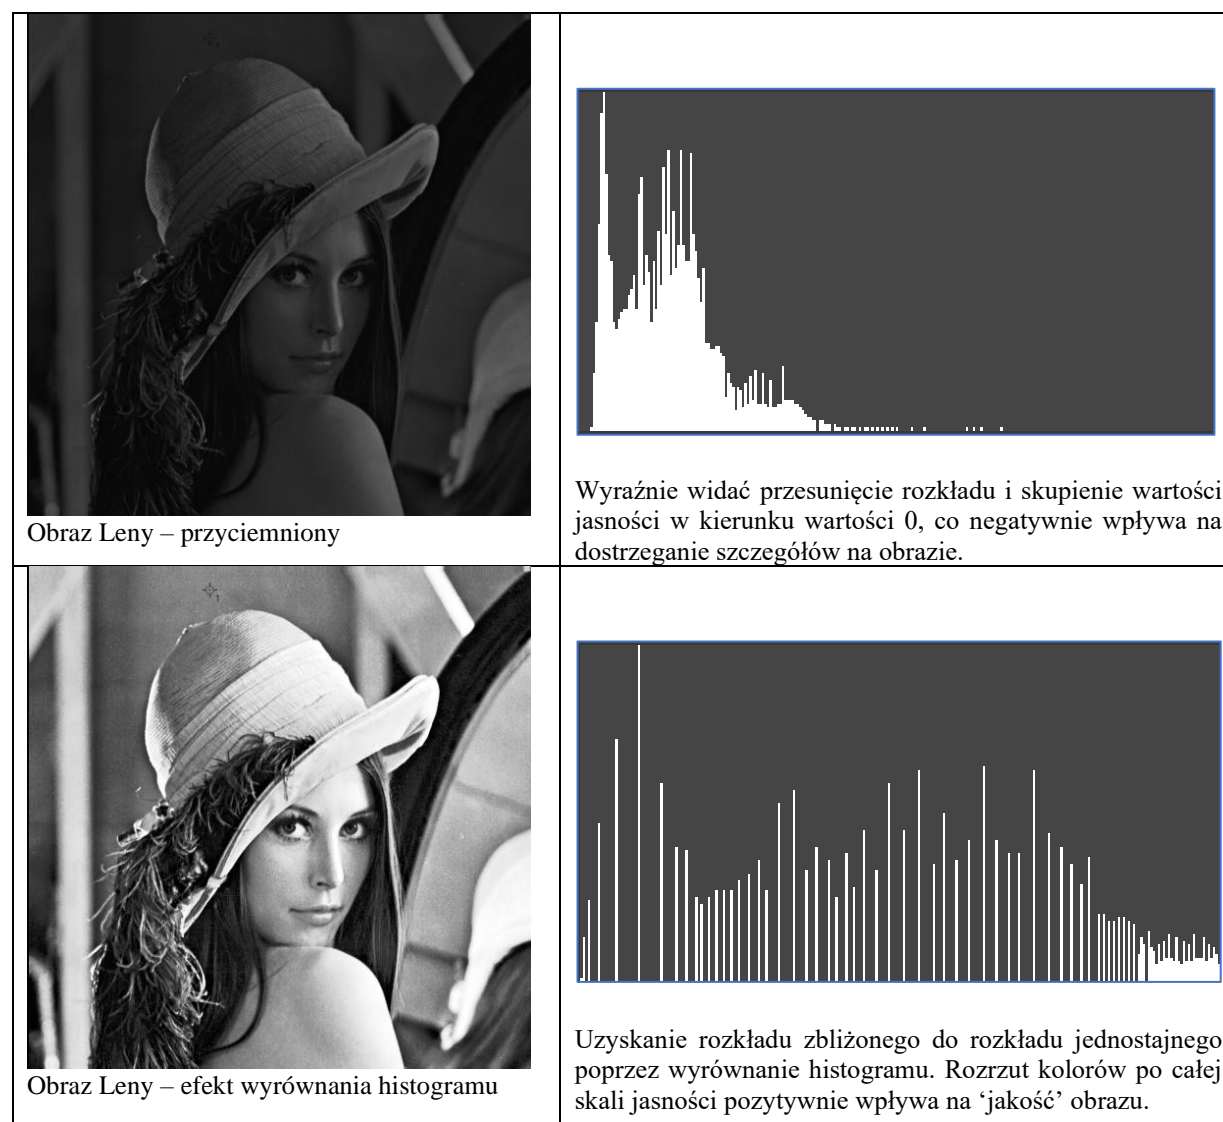 Obraz Leny – przyciemniony
Wyraźnie widać przesunięcie rozkładu i skupienie wartości
jasności w kierunku wartości 0, co negatywnie wpływa na
dostrzeganie szczegółów na obrazie.
Obraz Leny – efekt wyrównania histogramu
Uzyskanie rozkładu zbliżonego do rozkładu jednostajnego
poprzez wyrównanie histogramu. Rozrzut kolorów po całej
skali jasności pozytywnie wpływa na ‘jakość’ obrazu.